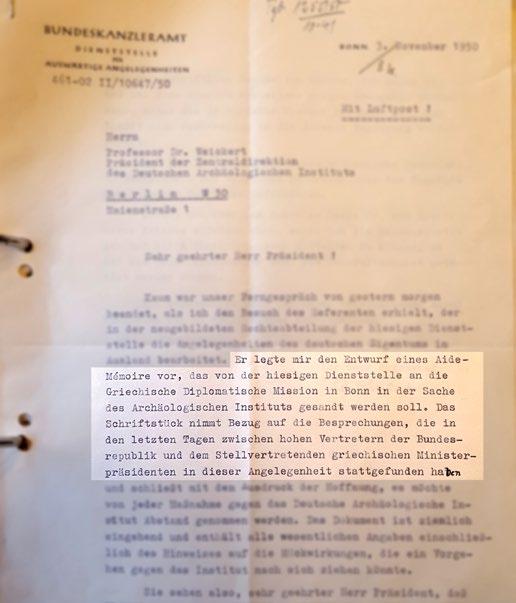 BUNDESKANZLERAMT
DIENSTSTELLE
FÜR
AUSWÄRTIGE ANGELEGENHEITEN
461-02 II/10647/50
BONN 3. November 1950
Mit Luftpost !
Herrn
Professor Dr. Weickert
Präsident der Zentraldirektion
des Deutschen Archäologischen Instituts
Berlin W 30
Maienstraße 1
Sehr geehrter Herr Präsident !
Kaum war unser Ferngespräch von gestern morgen
beendet, als ich den Besuch des Referenten erhielt, der
in der neugebildeten Rechtsabteilung der hiesigen Dienst-
stelle die Angelegenheiten des deutschen Eigentums im
Ausland bearbeitet. Er legte mir den Entwurf eines Aide-
Mémoire vor, das von der hiesigen Dienststelle an die
Griechische Diplomatische Mission in Bonn in der Sache
des Archäologischen Instituts gesandt werden soll. Das
Schriftstück nimmt Bezug auf die Besprechungen, die in
den letzten Tagen zwischen hohen Vertretern der Bundes-
republik und dem Stellvertretenden griechischen Minister-
präsidenten in dieser Angelegenheit stattgefunden haben
und schließt mit dem Ausdruck der Hoffnung, es möchte
von jeder Maßnahme gegen das Deutsche Archäologische In-
stitut Abstand genommen werden. Das Dokument ist ziemlich
eingehend und enthält alle wesentlichen Angaben einschließ-
lich des Hinweises auf die Rückwirkungen, die ein Vorge-
hen gegen das Institut nach sich ziehen könnte.
Sie sehen also, sehr geehrter Herr Präsident, daß